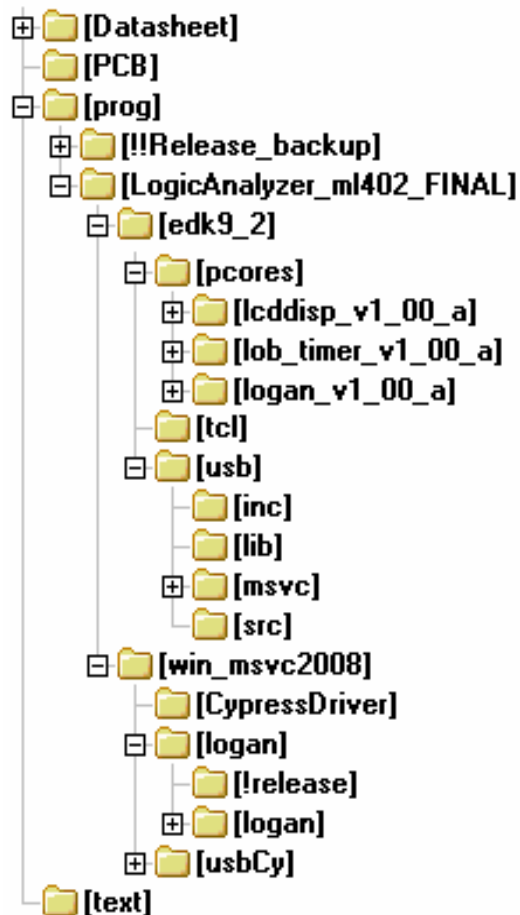 [Datasheet]
[PCB]
[prog]
[!!Release_backup]
[LogicAnalyzer_ml402_FINAL]
[edk9_2]
[pcores]
[lcddisp_v1_00_a]
[lob_timer_v1_00_a]
[logan_v1_00_a]
[tcl]
[usb]
[inc]
[lib]
[msvc]
[src]
[win_msvc2008]
[CypressDriver]
[logan]
[!release]
[logan]
[usbCy]
[text]